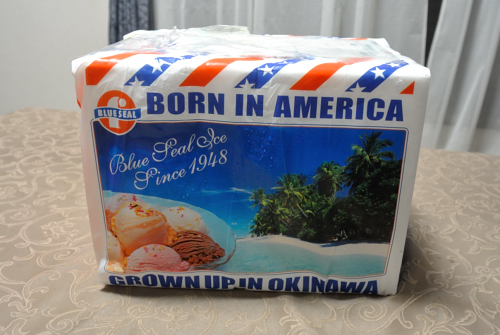 BLUE SEAL
BORN IN AMERICA
Blue Seal Ice
Since 1948
GROWN UP IN OKINAWA